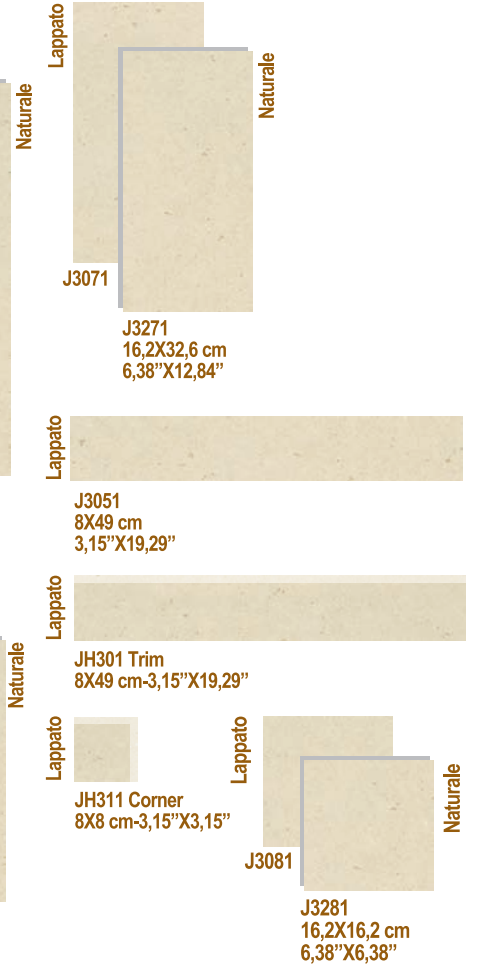 Lappato
Naturale
Naturale
J3071
J3271
16,2X32,6 cm
6,38”X12,84”
Lappato
J3051
8X49 cm
3,15”X19,29”
Lappato
JH301 Trim
8X49 cm-3,15”X19,29”
Naturale
Lappato
JH311 Corner
8X8 cm-3,15”X3,15”
Lappato
Naturale
J3081
J3281
16,2X16,2 cm
6,38”X6,38”